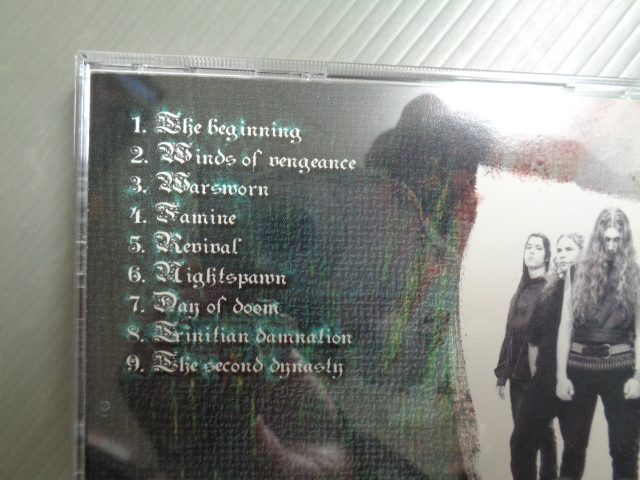 1. The beginning
2. Winds of vengeance
3. Warsworn
4. Famine
5. Revival
6. Nightspawn
7. Day of doom
8. Trinitian damnation
9. The second dynasty